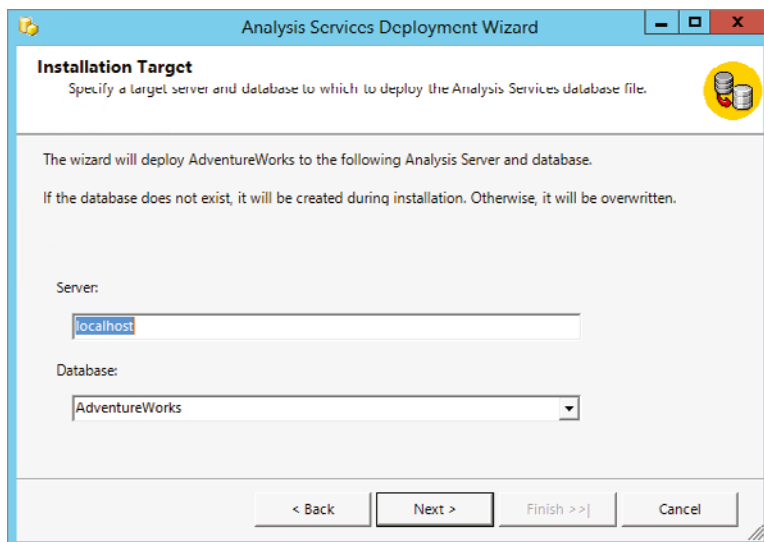 Analysis Services Deployment Wizard
Installation Target
Specify a target server and database to which to deploy the Analysis Services database file.
The wizard will deploy AdventureWorks to the following Analysis Server and database.
If the database does not exist, it will be created during installation. Otherwise, it will be overwritten.
Server:
localhost
Database:
AdventureWorks
< Back Next > Finish >>| Cancel